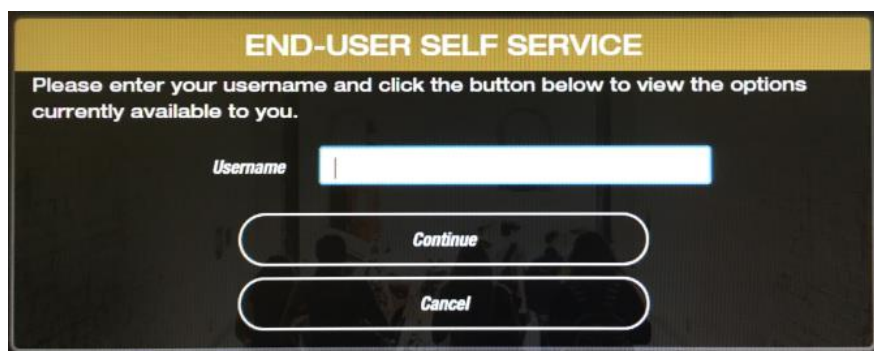 END-USER SELF SERVICE
Please enter your username and click the button below to view the options
currently available to you.
Username
Continue
Cancel